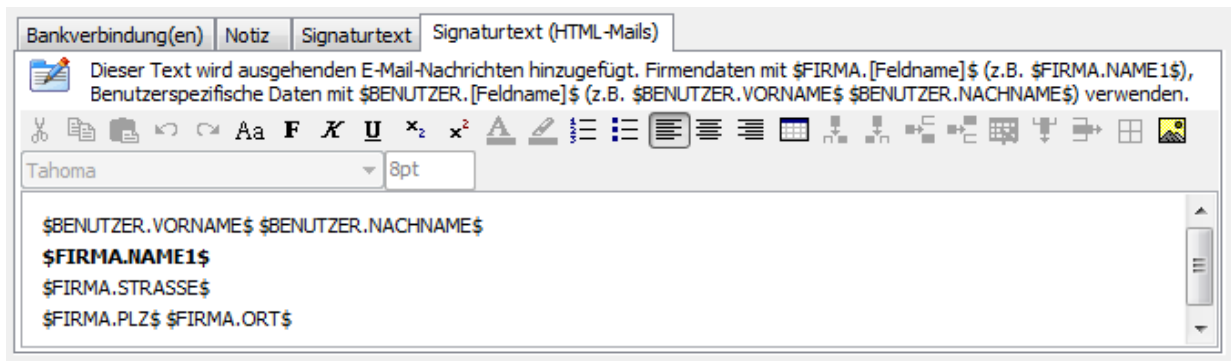 Bankverbindung(en) Notiz Signaturtext Signaturtext (HTML-Mails)
Dieser Text wird ausgehenden E-Mail-Nachrichten hinzugefügt. Firmendaten mit $FIRMA.[Feldname]$ (z.B. $FIRMA.NAME1$),
Benutzerspezifische Daten mit $BENUTZER.[Feldname]$ (z.B. $BENUTZER.VORNAME$ $BENUTZER.NACHNAME$) verwenden.
Aa F K U x₂ x² A
Tahoma 8pt
$BENUTZER.VORNAME$ $BENUTZER.NACHNAME$
$FIRMA.NAME1$
$FIRMA.STRASSE$
$FIRMA.PLZ$ $FIRMA.ORT$